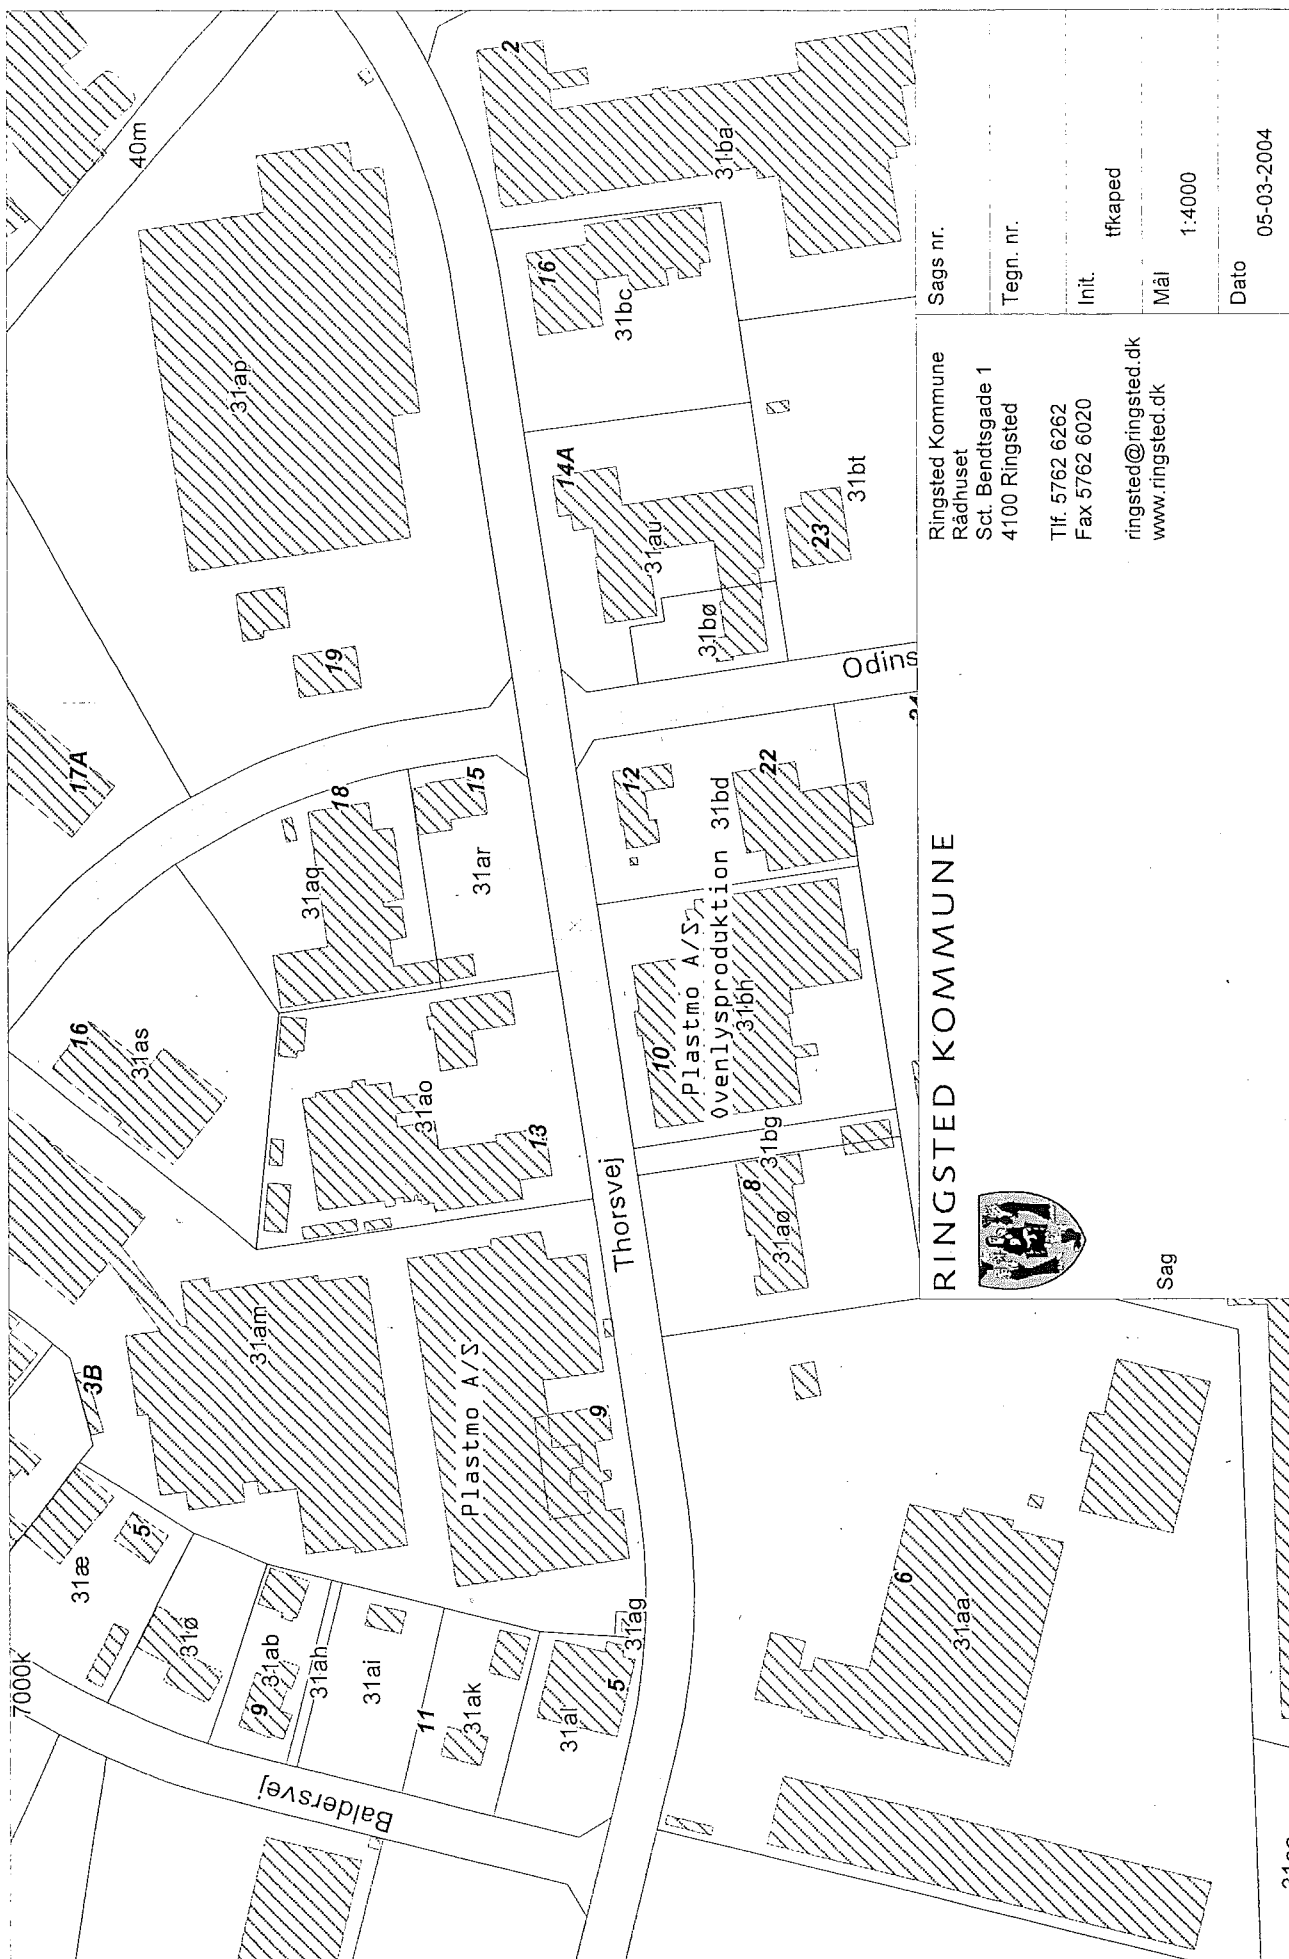 7000k
31æ
5
3B
31ø
9
31ab
31ah
31ai
11
31ak
31al
5
31ag
Baldersvej
31am
Plastmo A/S
9
16
31as
31ao
13
31aq
18
31ar
15
17A
19
31ap
40m
Thorsvej
6
31aa
8
31aø
31bg
10
Plastmo A/S
Ovenlysproduktion
31bh
12
31bd
22
Odins
31bø
31au
14A
23
31bt
16
31bc
2
31ba
RINGSTED KOMMUNE
Sag
Ringsted Kommune
Rådhuset
Sct. Bendtsgade 1
4100 Ringsted
Tlf. 5762 6262
Fax 5762 6020
ringsted@ringsted.dk
www.ringsted.dk
Sags nr.
Tegn. nr.
Init. tfkaped
Mål 1:4000
Dato 05-03-2004